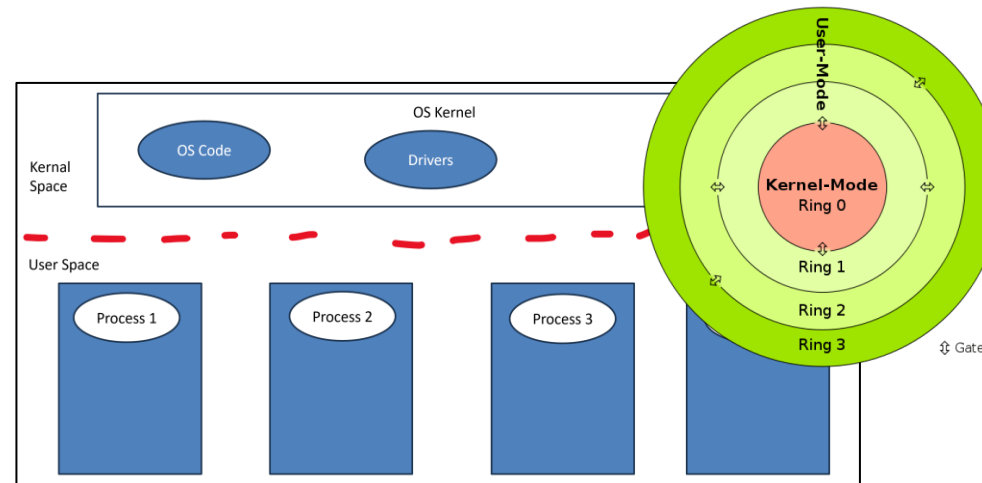 User-Mode
OS Kernel
OS Code
Drivers
Kernal
Space
Kernel-Mode
Ring 0
User Space
Ring 1
Process 1
Process 2
Process 3
Ring 2
Ring 3
Gate